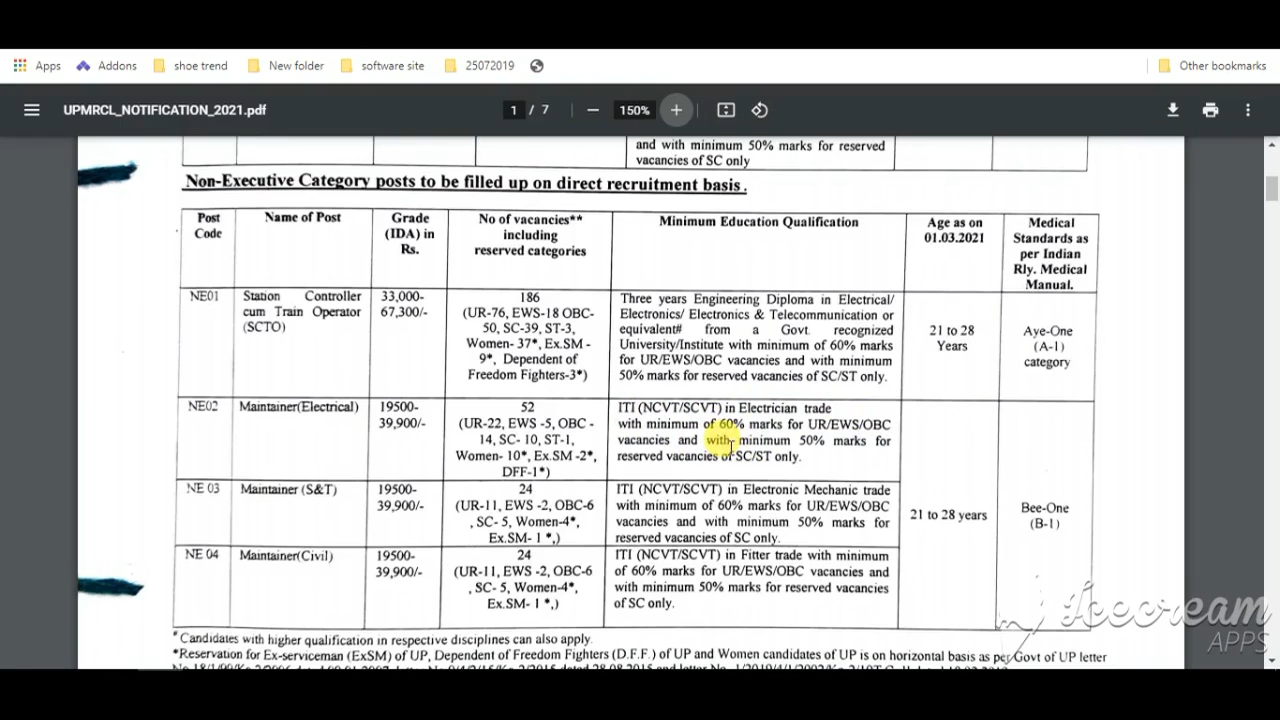 Apps Addons shoe trend New folder software site 25072019 Other bookmarks
UPMRCL_NOTIFICATION_2021.pdf 1 / 7 150%
and with minimum 50% marks for reserved
vacancies of SC only
Non-Executive Category posts to be filled up on direct recruitment basis.
Post
Code
Name of Post
Grade
(IDA) in
Rs.
No of vacancies**
including
reserved categories
Minimum Education Qualification
Age as on
01.03.2021
Medical
Standards as
per Indian
Rly. Medical
Manual.
NE01
Station Controller
cum Train Operator
(SCTO)
33,000-
67,300/-
186
(UR-76, EWS-18 OBC-
50, SC-39, ST-3,
Women- 37*, Ex.SM -
9*, Dependent of
Freedom Fighters-3*)
Three years Engineering Diploma in Electrical/
Electronics/ Electronics & Telecommunication or
equivalent# from a Govt. recognized
University/Institute with minimum of 60% marks
for UR/EWS/OBC vacancies and with minimum
50% marks for reserved vacancies of SC/ST only.
21 to 28
Years
Aye-One
(A-1)
category
NE02
Maintainer(Electrical)
19500-
39,900/-
52
(UR-22, EWS -5, OBC -
14, SC- 10, ST-1,
Women- 10*, Ex.SM -2*,
DFF-1*)
ITI (NCVT/SCVT) in Electrician trade
with minimum of 60% marks for UR/EWS/OBC
vacancies and with minimum 50% marks for
reserved vacancies of SC/ST only.
NE 03
Maintainer (S&T)
19500-
39,900/-
24
(UR-11, EWS -2, OBC-6
, SC- 5, Women-4*,
Ex.SM- 1 *,)
ITI (NCVT/SCVT) in Electronic Mechanic trade
with minimum of 60% marks for UR/EWS/OBC
vacancies and with minimum 50% marks for
reserved vacancies of SC only.
21 to 28 years
Bee-One
(B-1)
NE 04
Maintainer(Civil)
19500-
39,900/-
24
(UR-11, EWS -2, OBC-6
, SC- 5, Women-4*,
Ex.SM- 1 *,)
ITI (NCVT/SCVT) in Fitter trade with minimum
of 60% marks for UR/EWS/OBC vacancies and
with minimum 50% marks for reserved vacancies
of SC only.
Icecream
APPS
Candidates with higher qualification in respective disciplines can also apply.
*Reservation for Ex-serviceman (ExSM) of UP, Dependent of Freedom Fighters (D.F.F.) of UP and Women candidates of UP is on horizontal basis as per Govt of UP letter